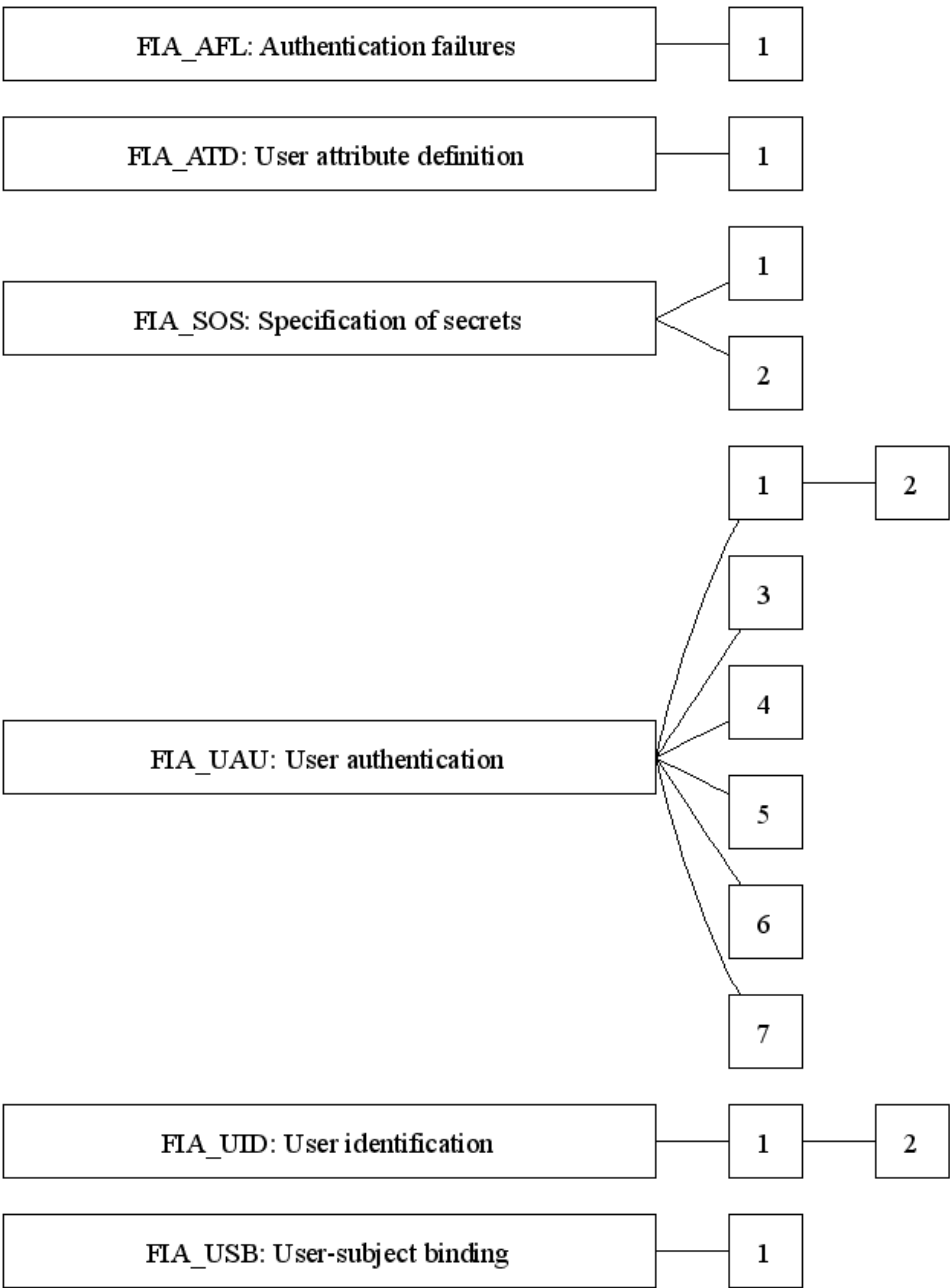 FIA_AFL: Authentication failures 1
FIA_ATD: User attribute definition 1
1
FIA_SOS: Specification of secrets
2
1 2
3
4
FIA_UAU: User authentication
5
6
7
FIA_UID: User identification 1 2
FIA_USB: User-subject binding 1